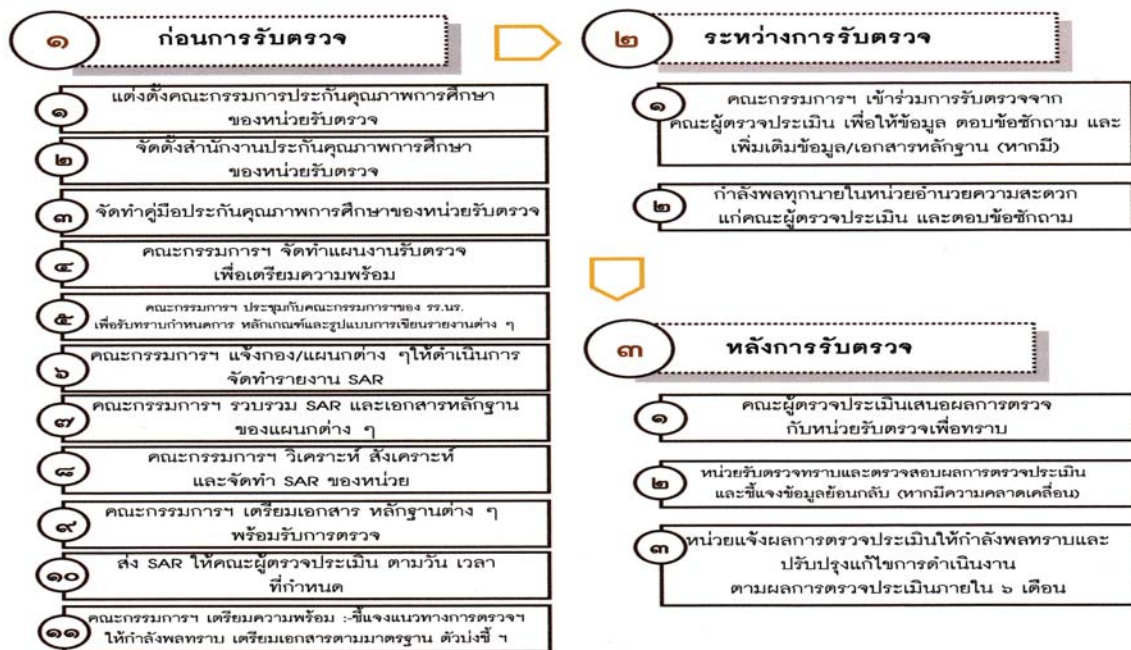 ๑
ก่อนการรับตรวจ
๑
แต่งตั้งคณะกรรมการประกันคุณภาพการศึกษา
ของหน่วยรับตรวจ
๒
จัดตั้งสำนักงานประกันคุณภาพการศึกษา
ของหน่วยรับตรวจ
๓
จัดทำคู่มือประกันคุณภาพการศึกษาของหน่วยรับตรวจ
๔
คณะกรรมการฯ จัดทำแผนงานรับตรวจ
เพื่อเตรียมความพร้อม
๕
คณะกรรมการฯ ประชุมกับคณะกรรมการฯของ รร.นร.
เพื่อรับทราบกำหนดการ หลักเกณฑ์และรูปแบบการเขียนรายงานต่าง ๆ
๖
คณะกรรมการฯ แจ้งกอง/แผนกต่าง ๆให้ดำเนินการ
จัดทำรายงาน SAR
๗
คณะกรรมการฯ รวบรวม SAR และเอกสารหลักฐาน
ของแผนกต่าง ๆ
๘
คณะกรรมการฯ วิเคราะห์ สังเคราะห์
และจัดทำ SAR ของหน่วย
๙
คณะกรรมการฯ เตรียมเอกสาร หลักฐานต่าง ๆ
พร้อมรับการตรวจ
๑๐
ส่ง SAR ให้คณะผู้ตรวจประเมิน ตามวัน เวลา
ที่กำหนด
๑๑
คณะกรรมการฯ เตรียมความพร้อม :-ชี้แจงแนวทางการตรวจฯ
ให้กำลังพลทราบ เตรียมเอกสารตามมาตรฐาน ตัวบ่งชี้ ฯ
๒
ระหว่างการรับตรวจ
๑
คณะกรรมการฯ เข้าร่วมการรับตรวจจาก
คณะผู้ตรวจประเมิน เพื่อให้ข้อมูล ตอบข้อซักถาม และ
เพิ่มเติมข้อมูล/เอกสารหลักฐาน (หากมี)
๒
กำลังพลทุกนายในหน่วยอำนวยความสะดวก
แก่คณะผู้ตรวจประเมิน และตอบข้อซักถาม
๓
หลังการรับตรวจ
๑
คณะผู้ตรวจประเมินเสนอผลการตรวจ
กับหน่วยรับตรวจเพื่อทราบ
๒
หน่วยรับตรวจทราบและตรวจสอบผลการตรวจประเมิน
และชี้แจงข้อมูลย้อนกลับ (หากมีความคลาดเคลื่อน)
๓
หน่วยแจ้งผลการตรวจประเมินให้กำลังพลทราบและ
ปรับปรุงแก้ไขการดำเนินงาน
ตามผลการตรวจประเมินภายใน ๖ เดือน